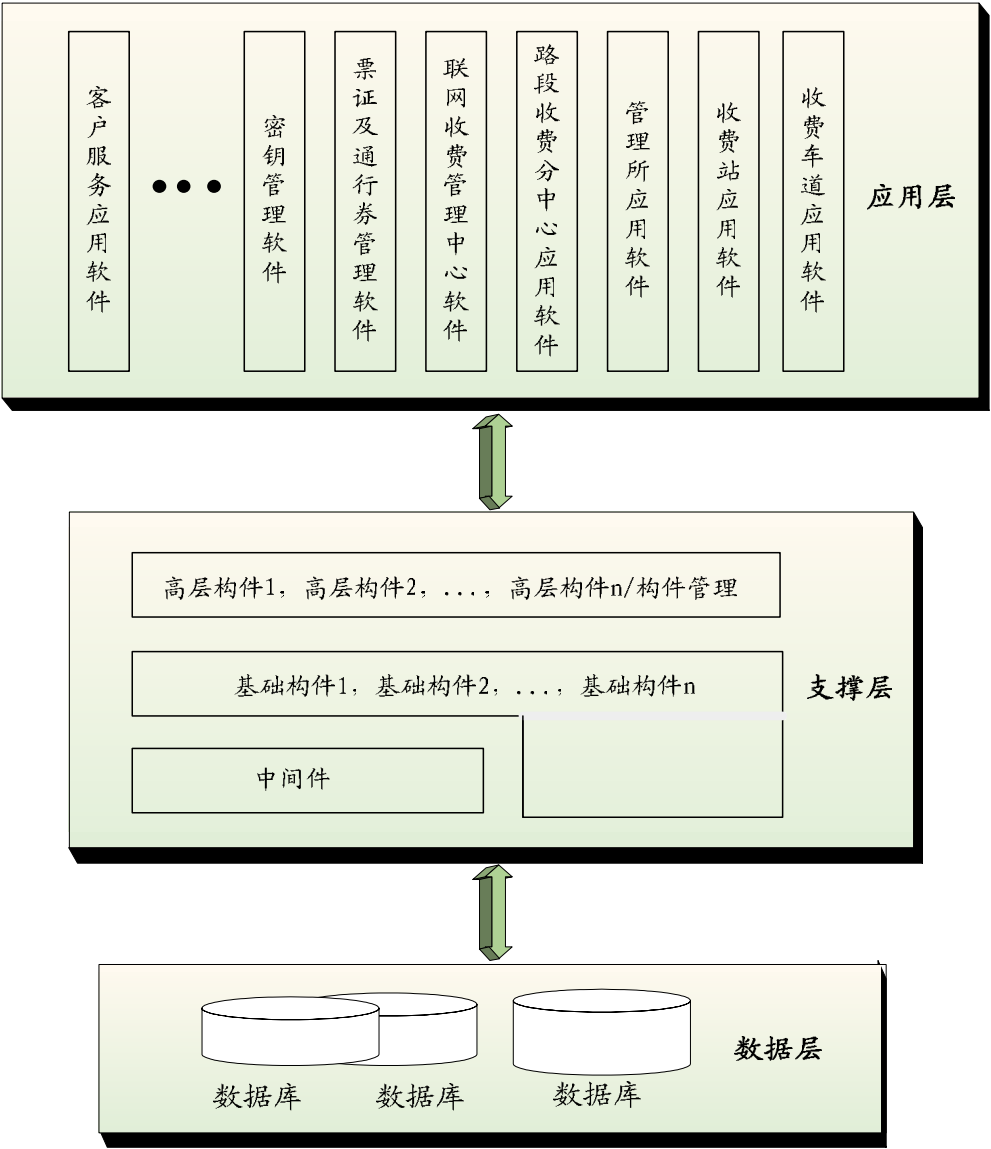 客户服务应用软件
•••
密钥管理软件
票证及通行券管理软件
联网收费管理中心软件
路段收费分中心应用软件
管理所应用软件
收费站应用软件
收费车道应用软件
应用层
高层构件1，高层构件2，...，高层构件n/构件管理
基础构件1，基础构件2，...，基础构件n
支撑层
中间件
数据层
数据库 数据库 数据库